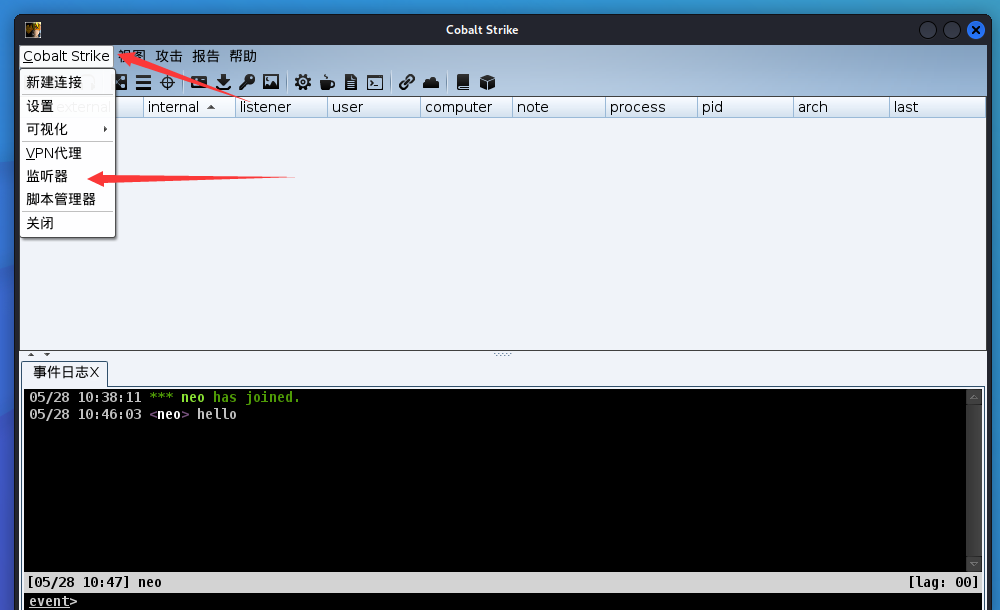 Cobalt Strike
Cobalt Strike 视图 攻击 报告 帮助
新建连接
设置
可视化
VPN代理
监听器
脚本管理器
关闭
external internal listener user computer note process pid arch last
事件日志X
05/28 10:38:11 *** neo has joined.
05/28 10:46:03 <neo> hello
[05/28 10:47] neo [lag: 00]
event>